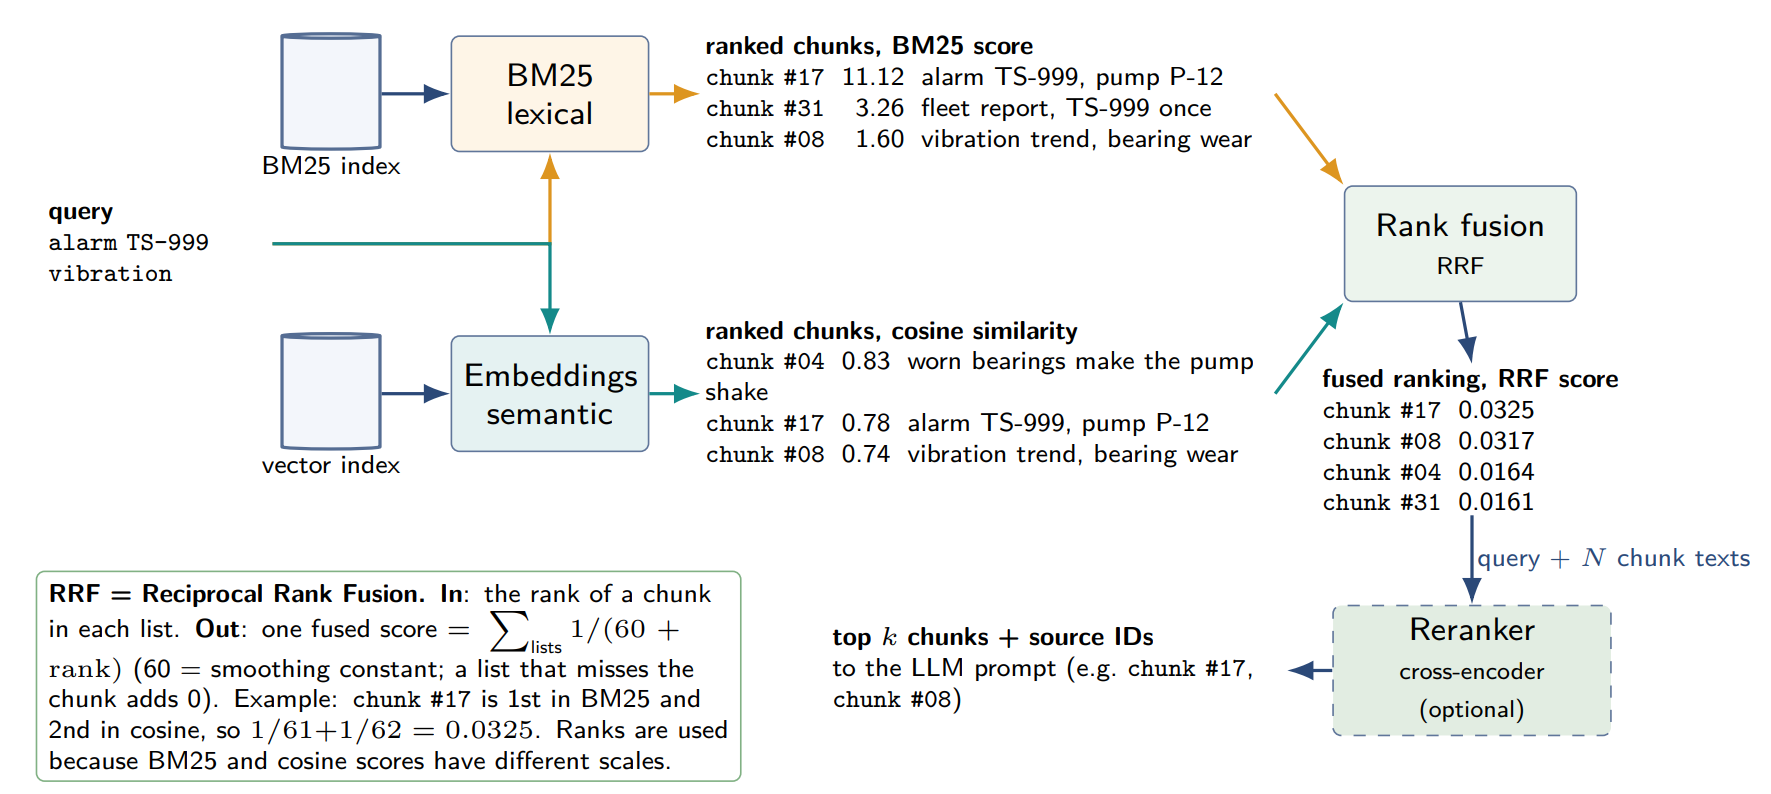 BM25 index
BM25
lexical
ranked chunks, BM25 score
chunk #17 11.12 alarm TS-999, pump P-12
chunk #31 3.26 fleet report, TS-999 once
chunk #08 1.60 vibration trend, bearing wear
query
alarm TS-999
vibration
Rank fusion
RRF
vector index
Embeddings
semantic
ranked chunks, cosine similarity
chunk #04 0.83 worn bearings make the pump
shake
chunk #17 0.78 alarm TS-999, pump P-12
chunk #08 0.74 vibration trend, bearing wear
fused ranking, RRF score
chunk #17 0.0325
chunk #08 0.0317
chunk #04 0.0164
chunk #31 0.0161
query + N chunk texts
RRF = Reciprocal Rank Fusion. In: the rank of a chunk
in each list. Out: one fused score = ∑lists 1/(60 +
rank) (60 = smoothing constant; a list that misses the
chunk adds 0). Example: chunk #17 is 1st in BM25 and
2nd in cosine, so 1/61+1/62 = 0.0325. Ranks are used
because BM25 and cosine scores have different scales.
top k chunks + source IDs
to the LLM prompt (e.g. chunk #17,
chunk #08)
Reranker
cross-encoder
(optional)